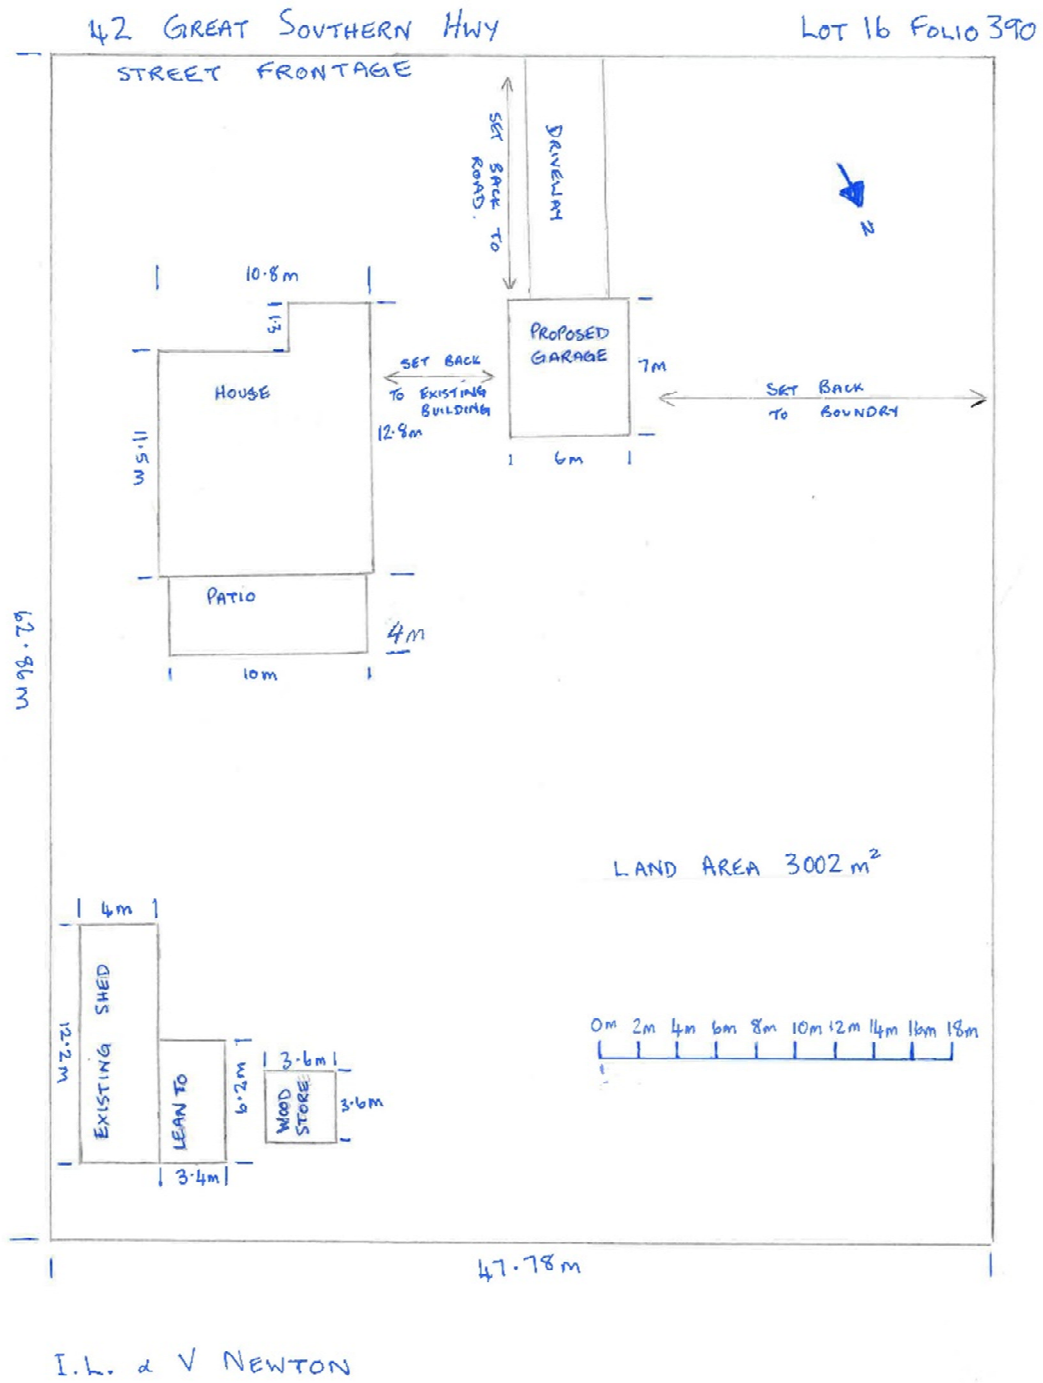 42 GREAT SOUTHERN HWY
LOT 16 FOLIO 390
STREET FRONTAGE
SET BACK TO
ROAD.
DRIVEWAY
N
10.8m
1.3
PROPOSED
GARAGE
7m
SET BACK
TO EXISTING
BUILDING
SET BACK
TO BOUNDRY
HOUSE
12.8m
11.5m
6m
PATIO
4m
10m
62.86m
LAND AREA 3002 m²
4m
EXISTING SHED
12.2m
LEAN TO
6.2m
3.6m
WOOD
STORE
3.6m
3.4m
0m 2m 4m 6m 8m 10m 12m 14m 16m 18m
47.78m
I.L. & V NEWTON